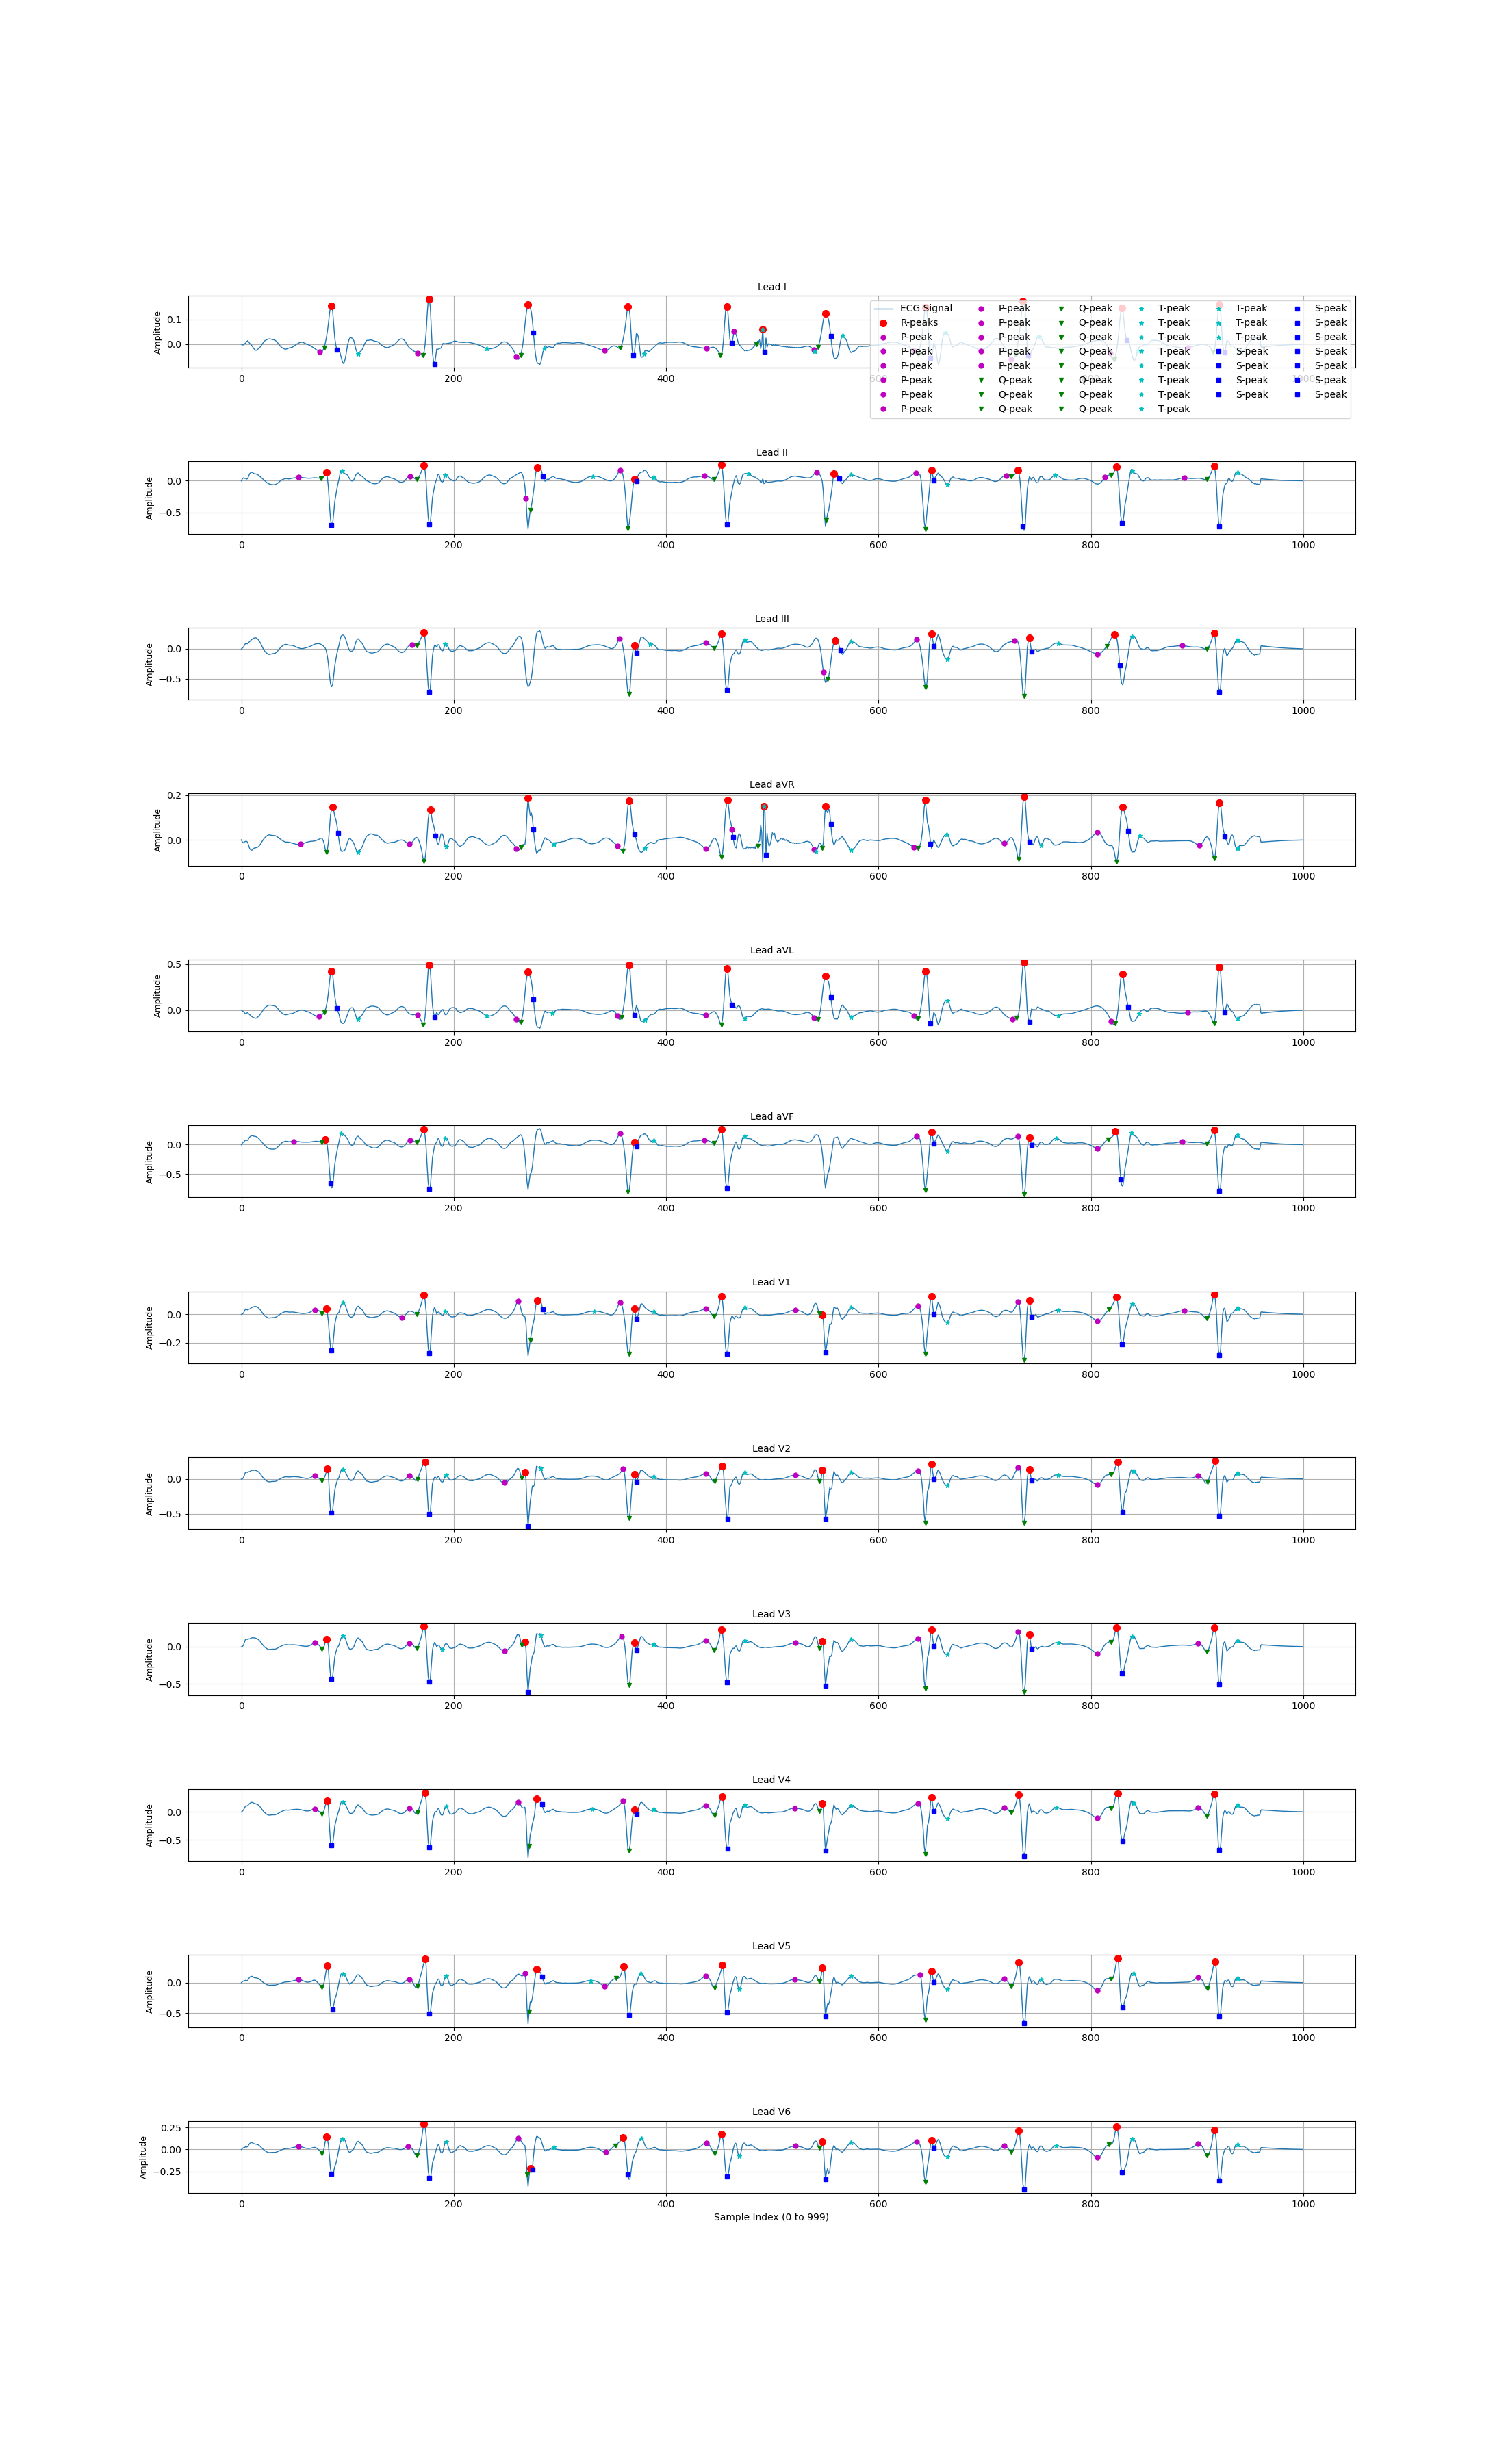 Lead I
Amplitude
0.1
0.0
ECG Signal P-peak Q-peak T-peak T-peak S-peak
R-peaks P-peak Q-peak T-peak T-peak S-peak
P-peak P-peak Q-peak T-peak T-peak S-peak
P-peak P-peak Q-peak T-peak S-peak S-peak
P-peak P-peak Q-peak T-peak S-peak S-peak
P-peak Q-peak Q-peak T-peak S-peak S-peak
P-peak Q-peak Q-peak T-peak S-peak S-peak
P-peak Q-peak Q-peak T-peak
0 200 400 600 1000
Lead II
Amplitude
0.0
−0.5
0 200 400 600 800 1000
Lead III
Amplitude
0.0
−0.5
0 200 400 600 800 1000
Lead aVR
Amplitude
0.2
0.0
0 200 400 600 800 1000
Lead aVL
Amplitude
0.5
0.0
0 200 400 600 800 1000
Lead aVF
Amplitude
0.0
−0.5
0 200 400 600 800 1000
Lead V1
Amplitude
0.0
−0.2
0 200 400 600 800 1000
Lead V2
Amplitude
0.0
−0.5
0 200 400 600 800 1000
Lead V3
Amplitude
0.0
−0.5
0 200 400 600 800 1000
Lead V4
Amplitude
0.0
−0.5
0 200 400 600 800 1000
Lead V5
Amplitude
0.0
−0.5
0 200 400 600 800 1000
Lead V6
Amplitude
0.25
0.00
−0.25
0 200 400 600 800 1000
Sample Index (0 to 999)